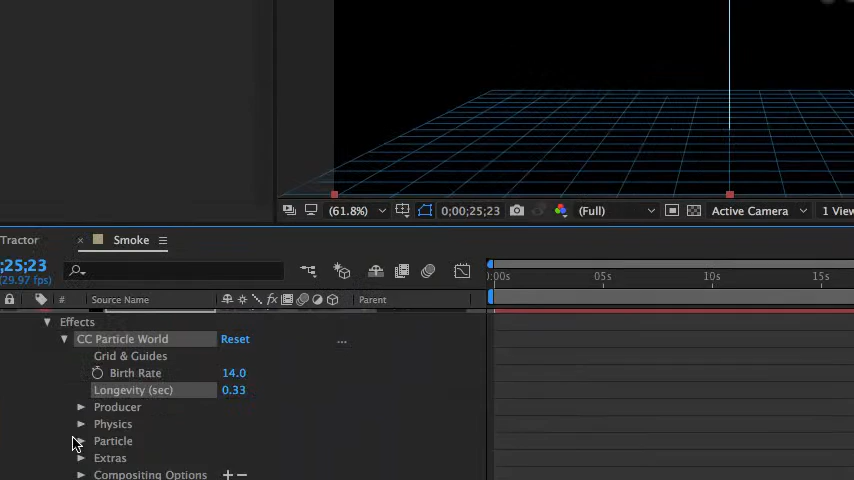 (61.8%) 0;00;25;23 (Full) Active Camera 1 View
Tractor × Smoke
;25;23
(29.97 fps)
:00s 05s 10s 15s
# Source Name fx Parent
Effects
CC Particle World Reset ...
Grid & Guides
Birth Rate 14.0
Longevity (sec) 0.33
Producer
Physics
Particle
Extras
Compositing Options + −